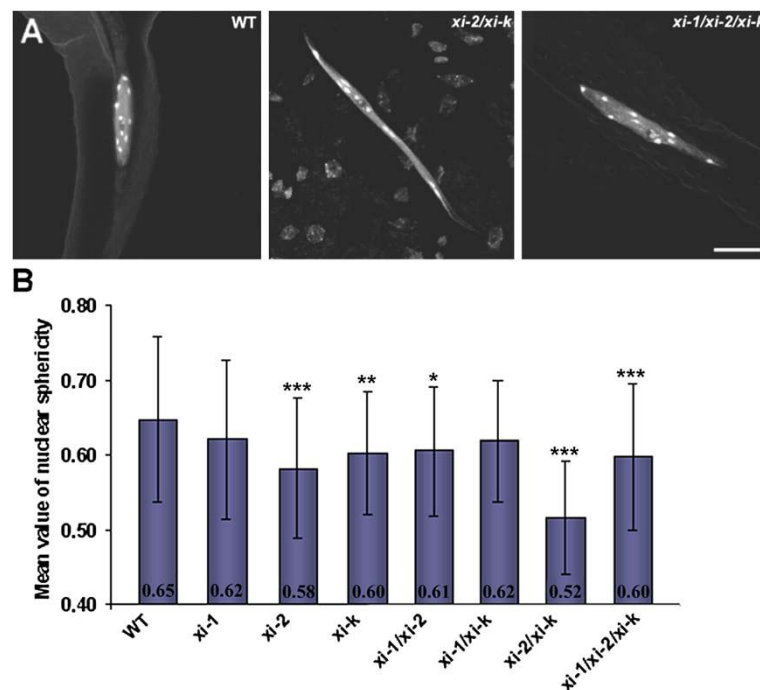 A
WT
xi-2/xi-k
xi-1/xi-2/xi-k
B
Mean value of nuclear sphericity
0.80
0.70
0.60
0.50
0.40
***
**
*
***
***
0.65
0.62
0.58
0.60
0.61
0.62
0.52
0.60
WT
xi-1
xi-2
xi-k
xi-1/xi-2
xi-1/xi-k
xi-2/xi-k
xi-1/xi-2/xi-k